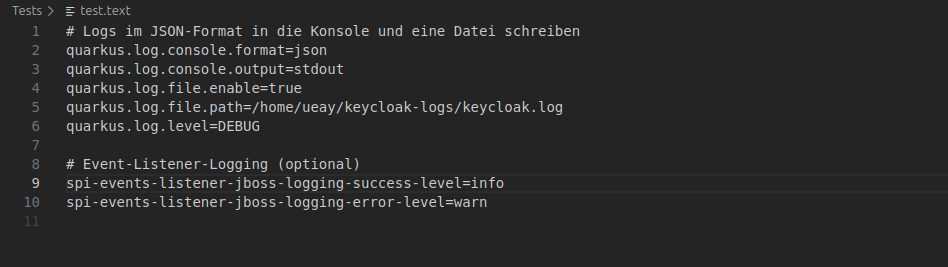 Tests > test.text
1 # Logs im JSON-Format in die Konsole und eine Datei schreiben
2 quarkus.log.console.format=json
3 quarkus.log.console.output=stdout
4 quarkus.log.file.enable=true
5 quarkus.log.file.path=/home/ueay/keycloak-logs/keycloak.log
6 quarkus.log.level=DEBUG
7
8 # Event-Listener-Logging (optional)
9 spi-events-listener-jboss-logging-success-level=info
10 spi-events-listener-jboss-logging-error-level=warn
11